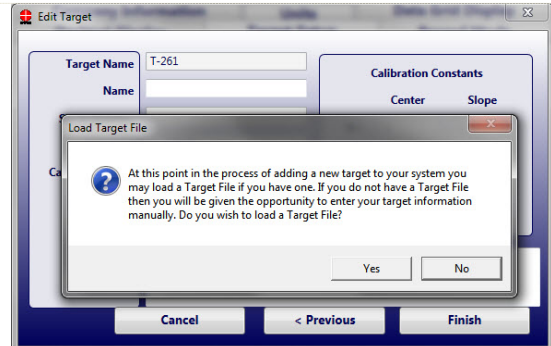 Edit Target
Target Name
T-261
Name
Calibration Constants
Center Slope
Load Target File
At this point in the process of adding a new target to your system you
may load a Target File if you have one. If you do not have a Target File
then you will be given the opportunity to enter your target information
manually. Do you wish to load a Target File?
Yes No
Cancel < Previous Finish